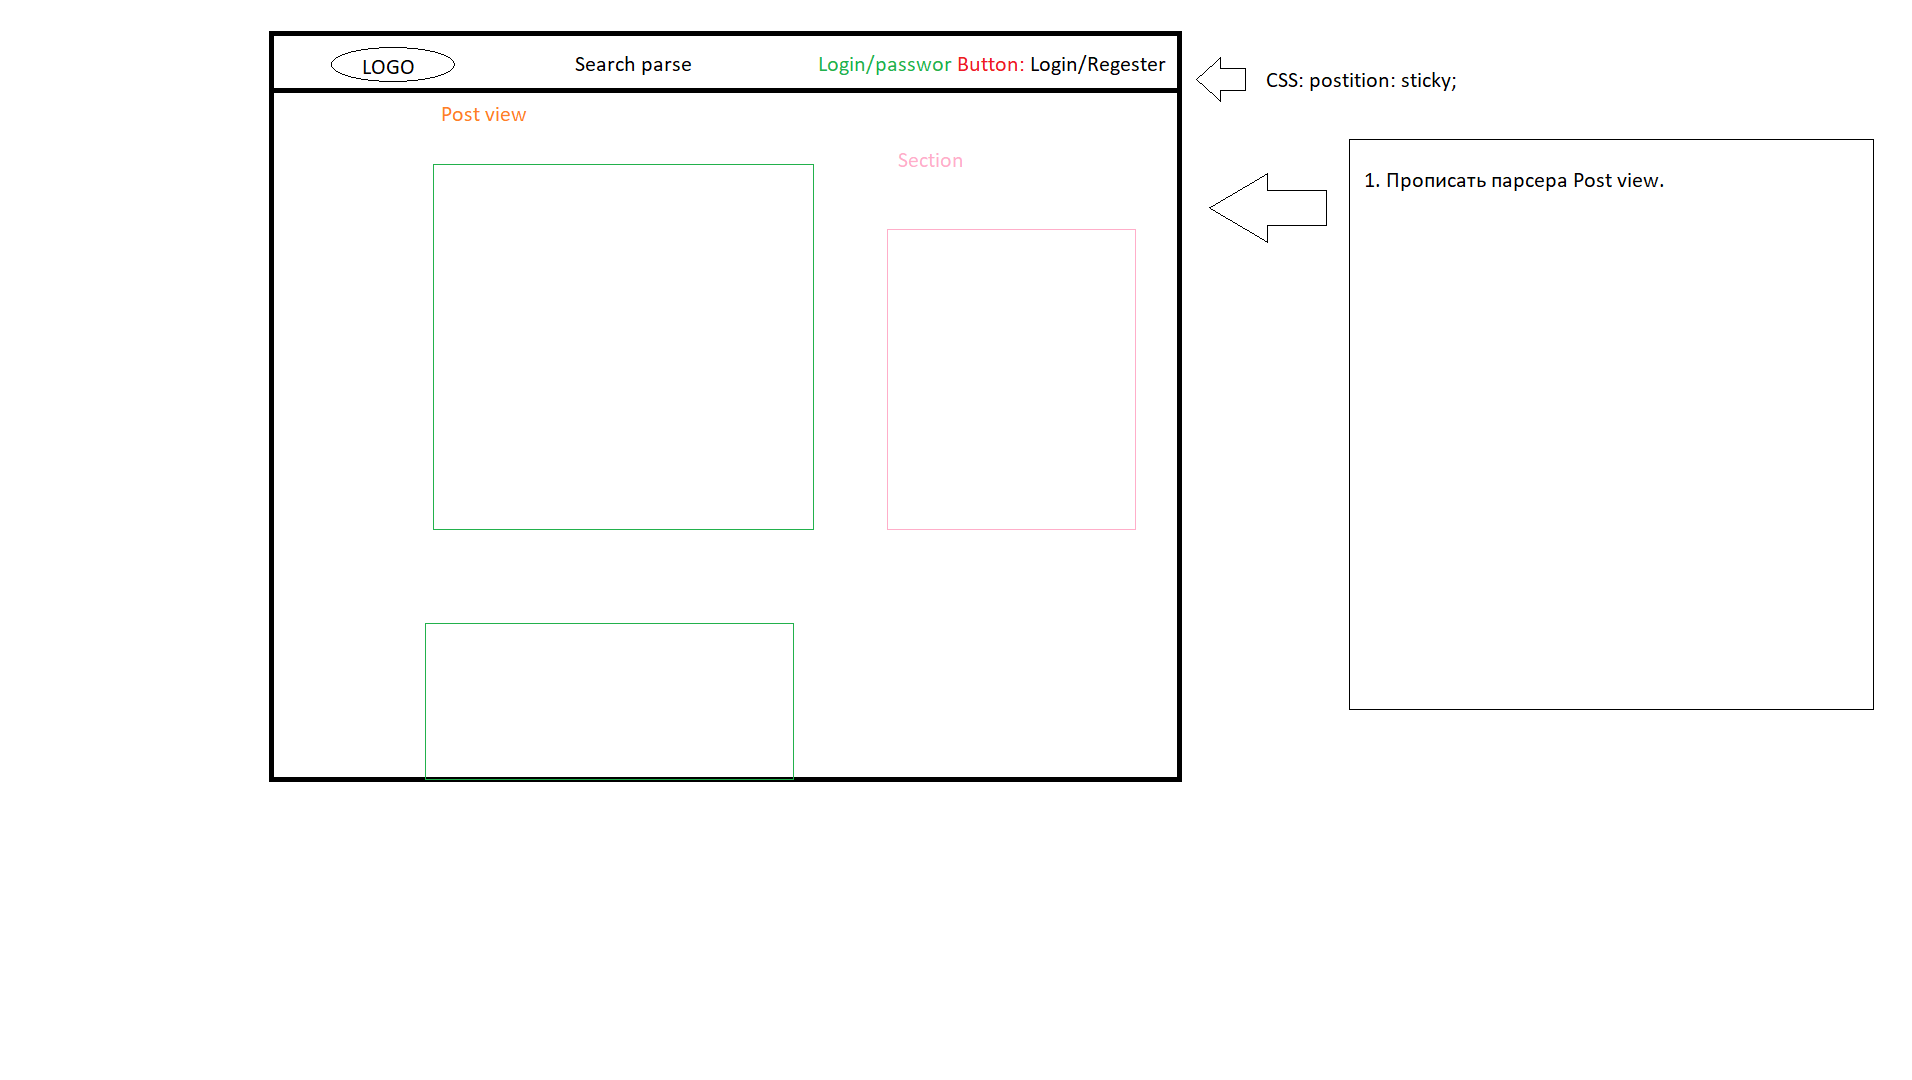 LOGO
Search parse
Login/passwor Button: Login/Regester
CSS: postition: sticky;
Post view
Section
1. Прописать парсера Post view.